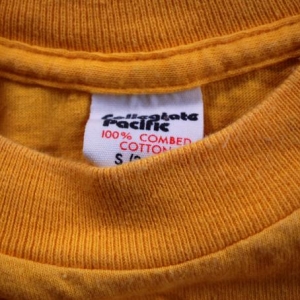 Collegiate
Pacific
100% COMBED
COTTON
S